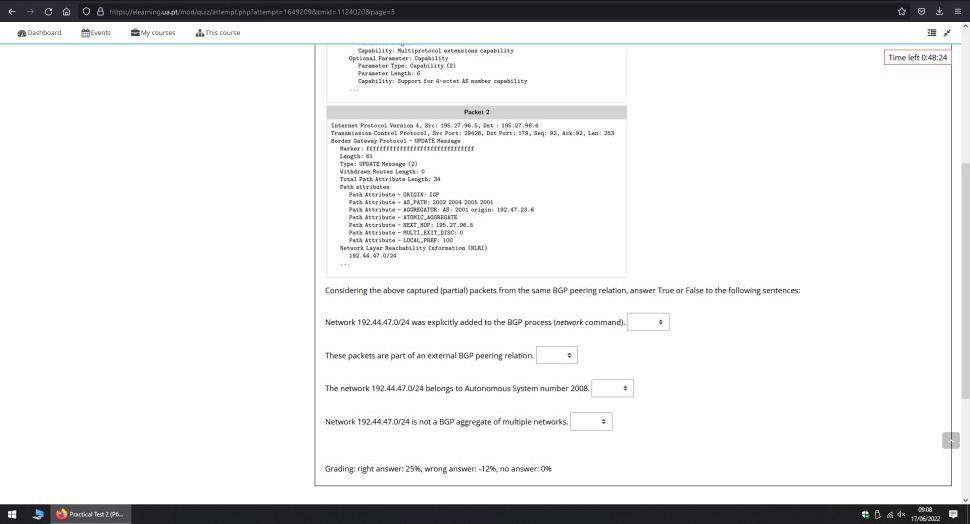 https://elearning.ua.pt/mod/quiz/attempt.php?attempt=1649209&cmid=1124020&page=3
Dashboard Events My courses This course
Time left 0:48:24
Capability: Multiprotocol extensions capability
Optional Parameter: Capability
Parameter Type: Capability (2)
Parameter Length: 6
Capability: Support for 4-octet AS number capability
...
Packet 2
Internet Protocol Version 4, Src: 195.27.96.5, Dst : 195.27.96.6
Transmission Control Protocol, Src Port: 29428, Dst Port: 179, Seq: 92, Ack:92, Len: 253
Border Gateway Protocol - UPDATE Message
Marker: ffffffffffffffffffffffffffffffff
Length: 61
Type: UPDATE Message (2)
Withdrawn Routes Length: 0
Total Path Attribute Length: 34
Path attributes
Path Attribute - ORIGIN: IGP
Path Attribute - AS_PATH: 2002 2004 2005 2001
Path Attribute - AGGREGATOR: AS: 2001 origin: 192.47.23.6
Path Attribute - ATOMIC_AGGREGATE
Path Attribute - NEXT_HOP: 195.27.96.5
Path Attribute - MULTI_EXIT_DISC: 0
Path Attribute - LOCAL_PREF: 100
Network Layer Reachability Information (NLRI)
192.44.47.0/24
...
Considering the above captured (partial) packets from the same BGP peering relation, answer True or False to the following sentences:
Network 192.44.47.0/24 was explicitly added to the BGP process (network command).
These packets are part of an external BGP peering relation.
The network 192.44.47.0/24 belongs to Autonomous System number 2008.
Network 192.44.47.0/24 is not a BGP aggregate of multiple networks.
Grading: right answer: 25%, wrong answer: -12%, no answer: 0%
Practical Test 2 (P6...
09:08
17/06/2022